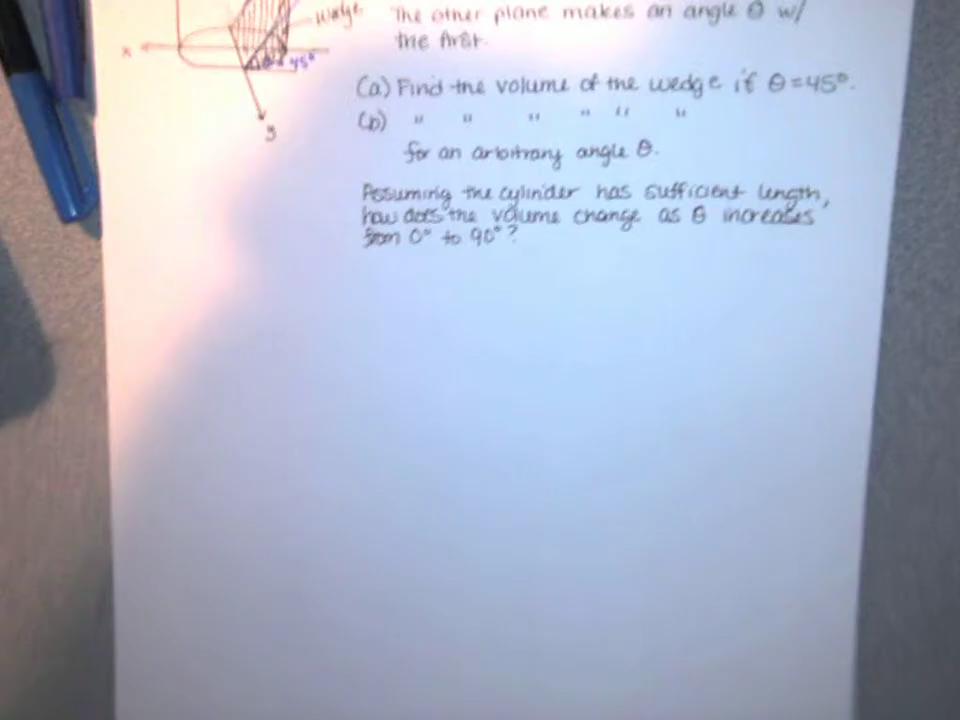 wedge
The other plane makes an angle θ w/
the first.
x
45°
y
(a) Find the volume of the wedge if θ=45°.
(b) " " " " " "
for an arbitrary angle θ.
Assuming the cylinder has sufficient length,
how does the volume change as θ increases
from 0° to 90°?